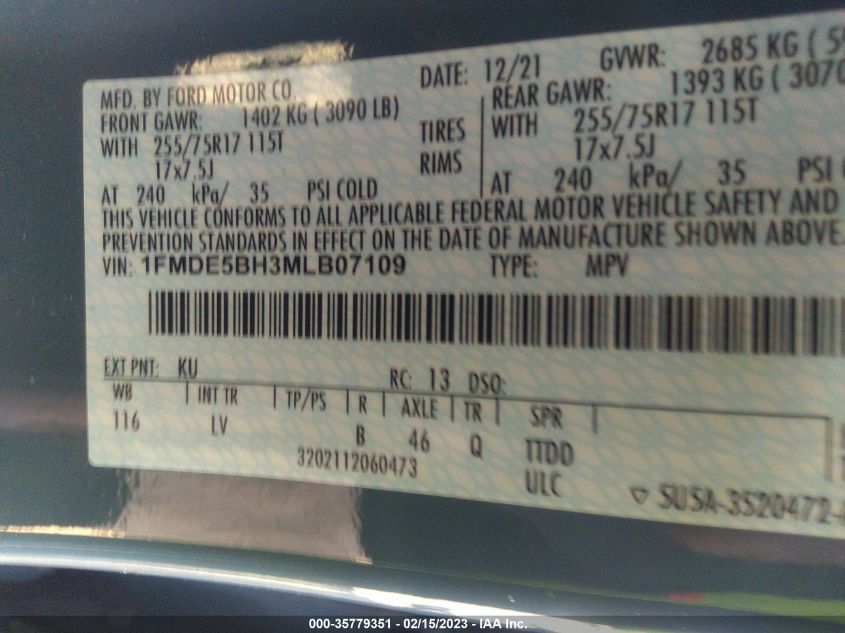 MFD. BY FORD MOTOR CO. DATE: 12/21 GVWR: 2685 KG ( 5
FRONT GAWR: 1402 KG ( 3090 LB) REAR GAWR: 1393 KG ( 3070
WITH 255/75R17 115T TIRES WITH 255/75R17 115T
17x7.5J RIMS 17x7.5J
AT 240 kPa/ 35 PSI COLD AT 240 kPa/ 35 PSI
THIS VEHICLE CONFORMS TO ALL APPLICABLE FEDERAL MOTOR VEHICLE SAFETY AND
PREVENTION STANDARDS IN EFFECT ON THE DATE OF MANUFACTURE SHOWN ABOVE.
VIN: 1FMDE5BH3MLB07109 TYPE: MPV
EXT PNT: KU RC: 13 DSO:
WB INT TR TP/PS R AXLE TR SPR
116 LV B 46 Q TTDD
3202112060473 ULC
▽ SU5A-3520472-
000-35779351 - 02/15/2023 - IAA Inc.